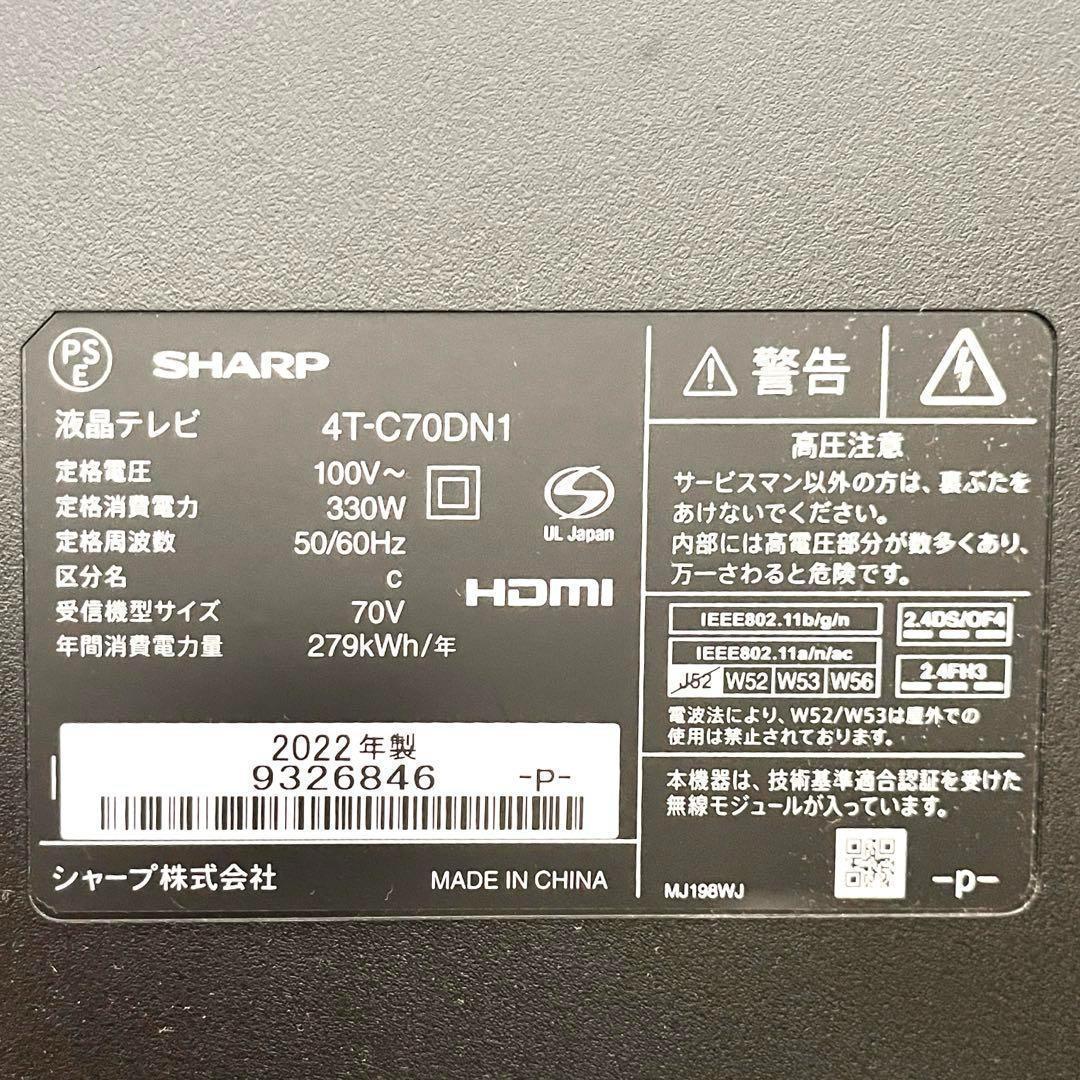 PS
E
SHARP
液晶テレビ 4T-C70DN1
定格電圧 100V～
定格消費電力 330W
定格周波数 50/60Hz
区分名 C
受信機型サイズ 70V
年間消費電力量 279kWh/年
UL Japan
HDMI
2022年製
9326846 -P-
シャープ株式会社 MADE IN CHINA
警告
高圧注意
サービスマン以外の方は、裏ぶたを
あけないでください。
内部には高電圧部分が数多くあり、
万一さわると危険です。
IEEE802.11b/g/n
IEEE802.11a/n/ac
J52 W52 W53 W56
2.4DS/OF4
2.4FH3
電波法により、W52/W53は屋外での
使用は禁止されております。
本機器は、技術基準適合認証を受けた
無線モジュールが入っています。
MJ198WJ -P-